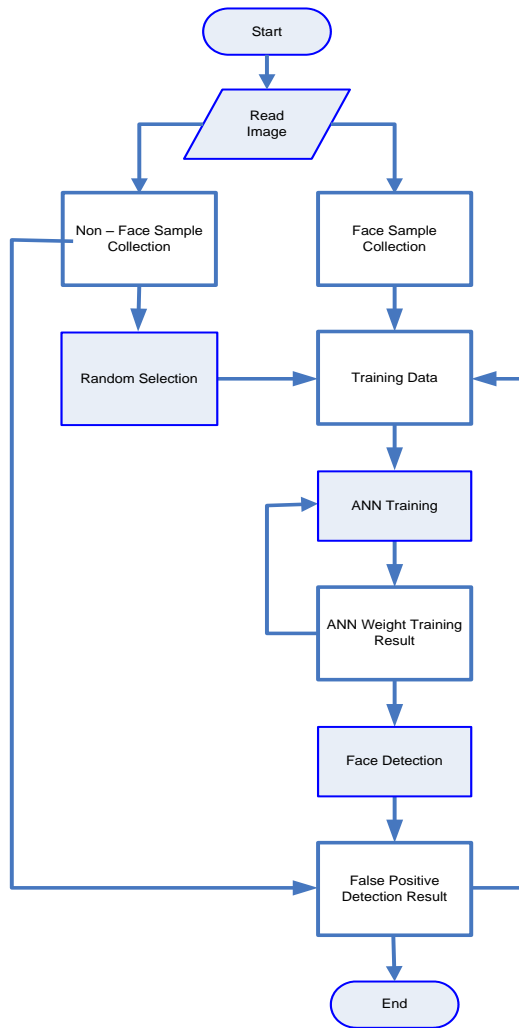 Start
Read
Image
Non – Face Sample
Collection
Face Sample
Collection
Random Selection
Training Data
ANN Training
ANN Weight Training
Result
Face Detection
False Positive
Detection Result
End